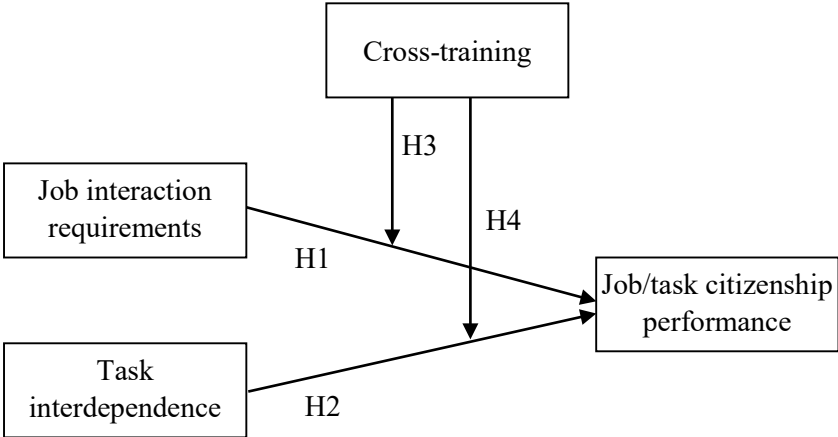 Cross-training
H3
Job interaction
requirements
H4
H1
Job/task citizenship
performance
Task
interdependence
H2